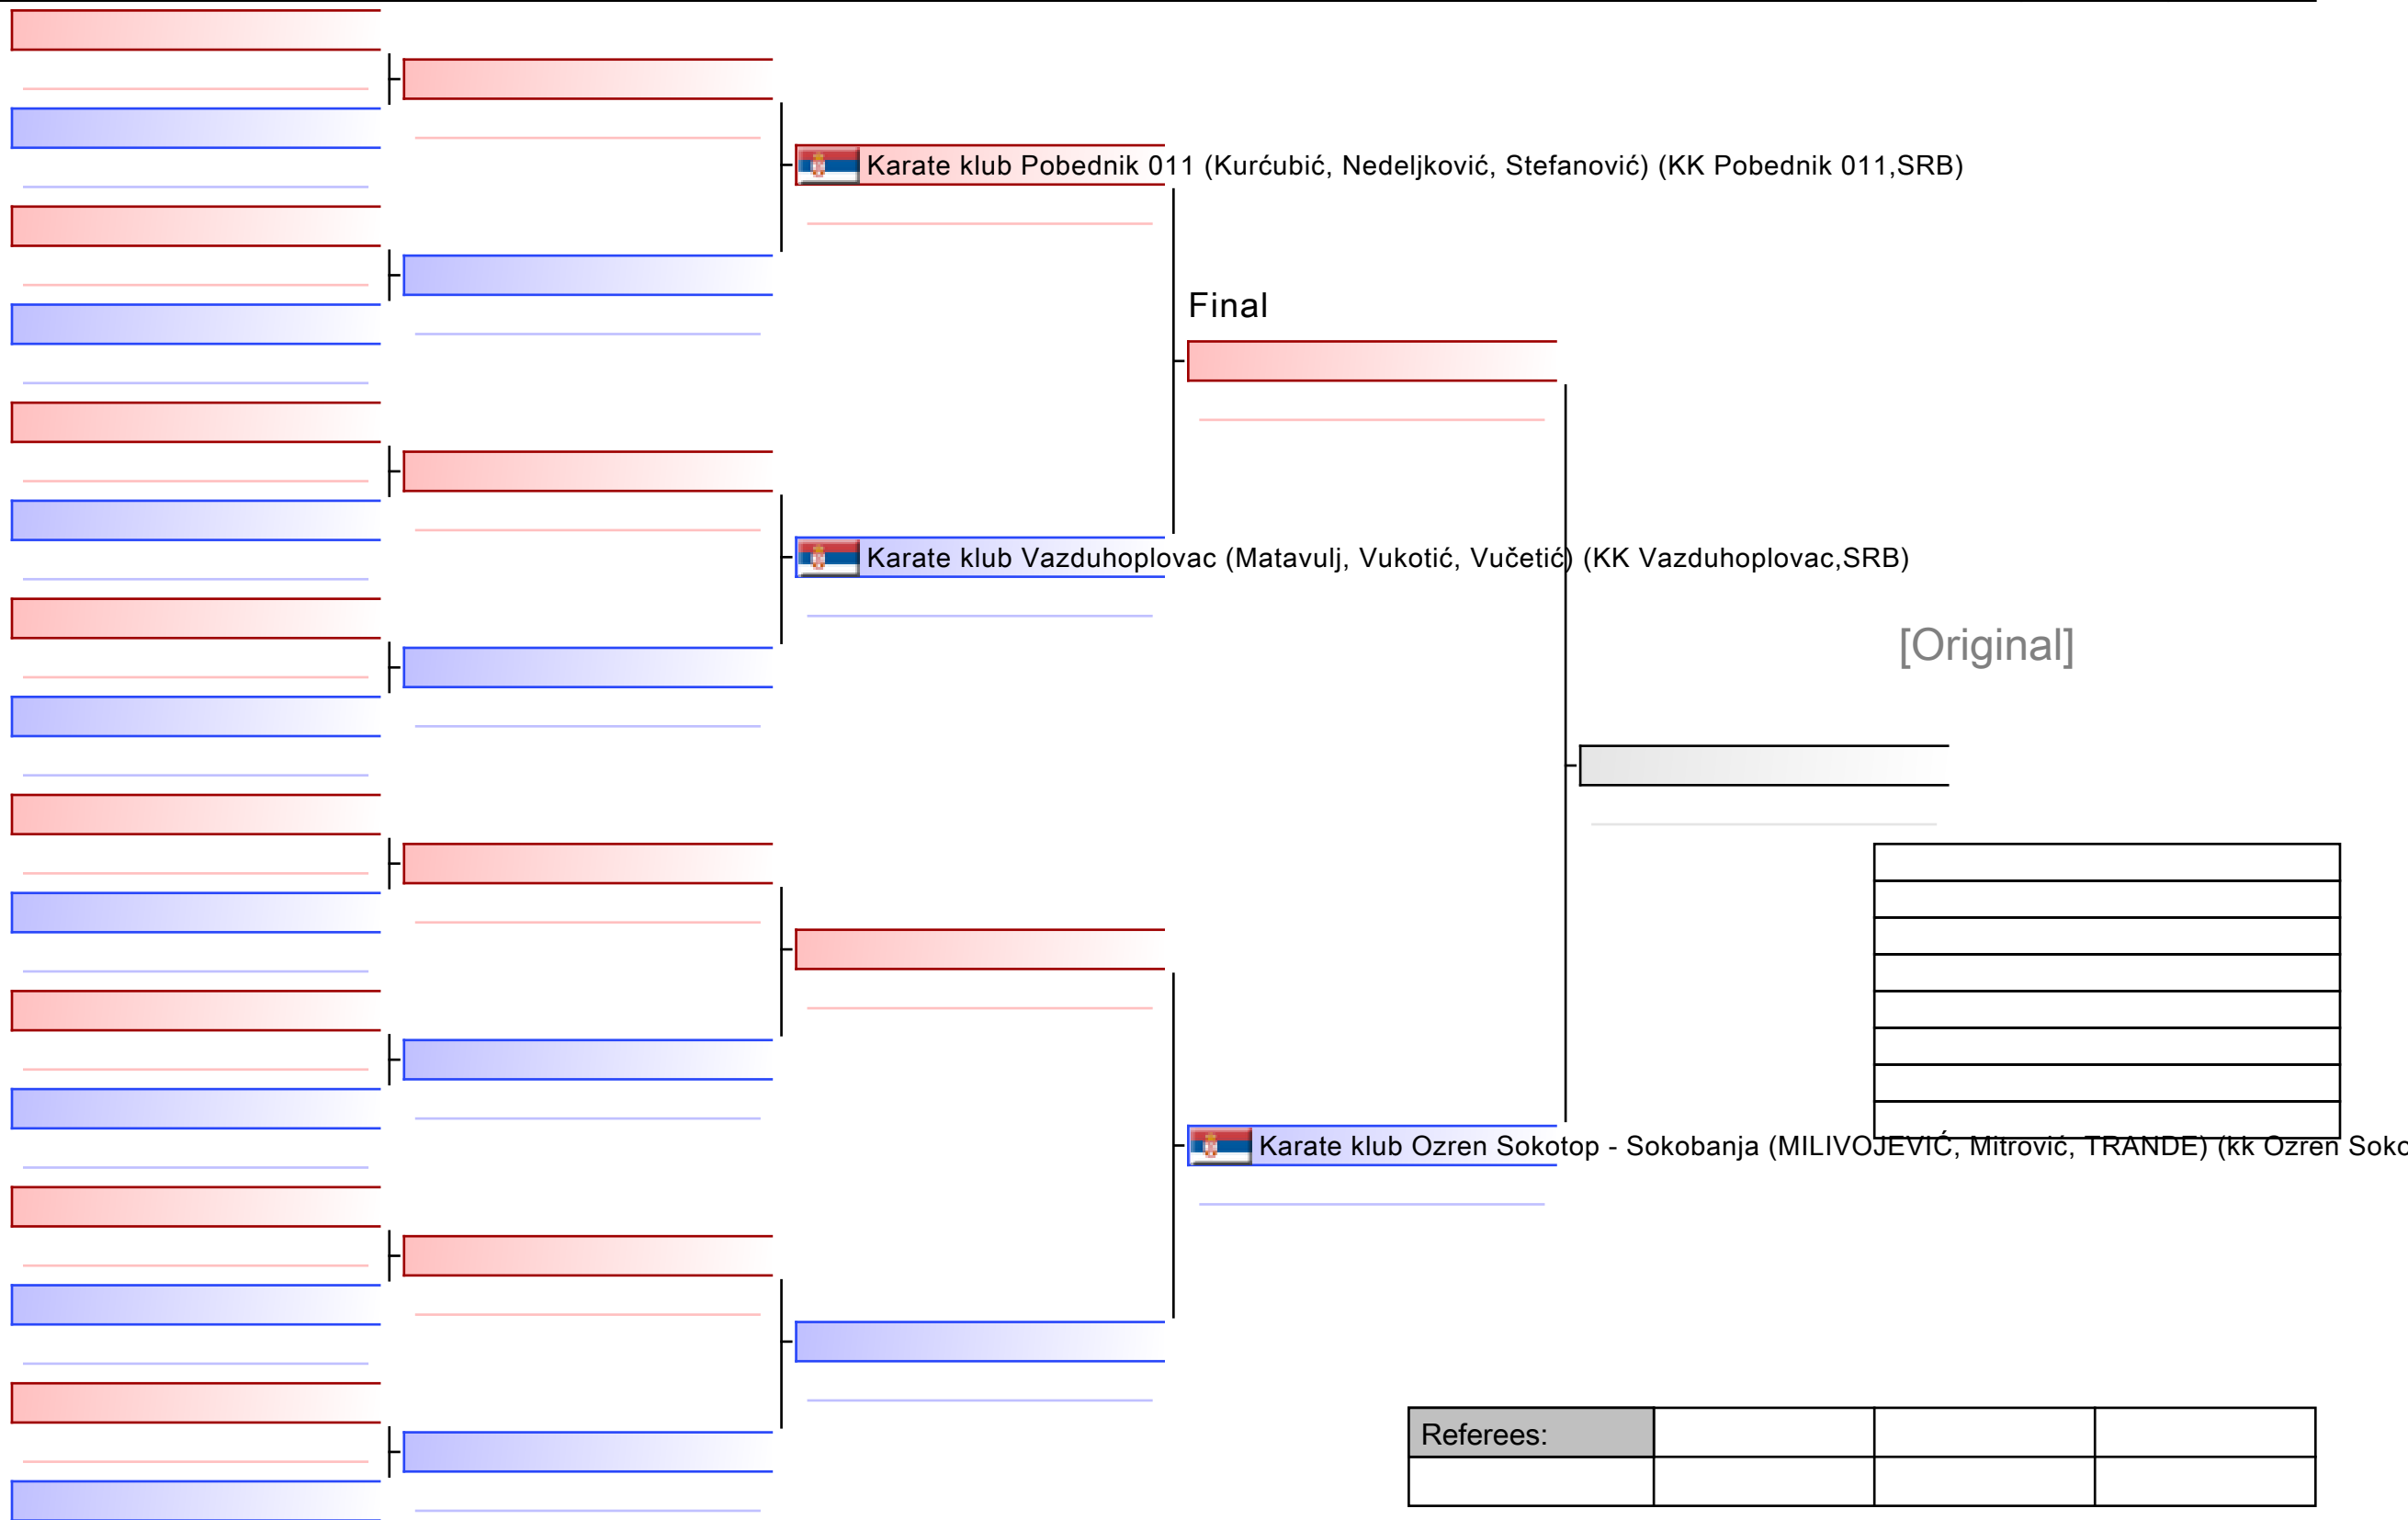 Karate klub Pobednik 011 (Kurćubić, Nedeljković, Stefanović) (KK Pobednik 011,SRB)
Final
Karate klub Vazduhoplovac (Matavulj, Vukotić, Vučetić) (KK Vazduhoplovac,SRB)
[Original]
Karate klub Ozren Sokotop - Sokobanja (MILIVOJEVIĆ, Mitrović, TRANDE) (kk Ozren Soko
Referees: